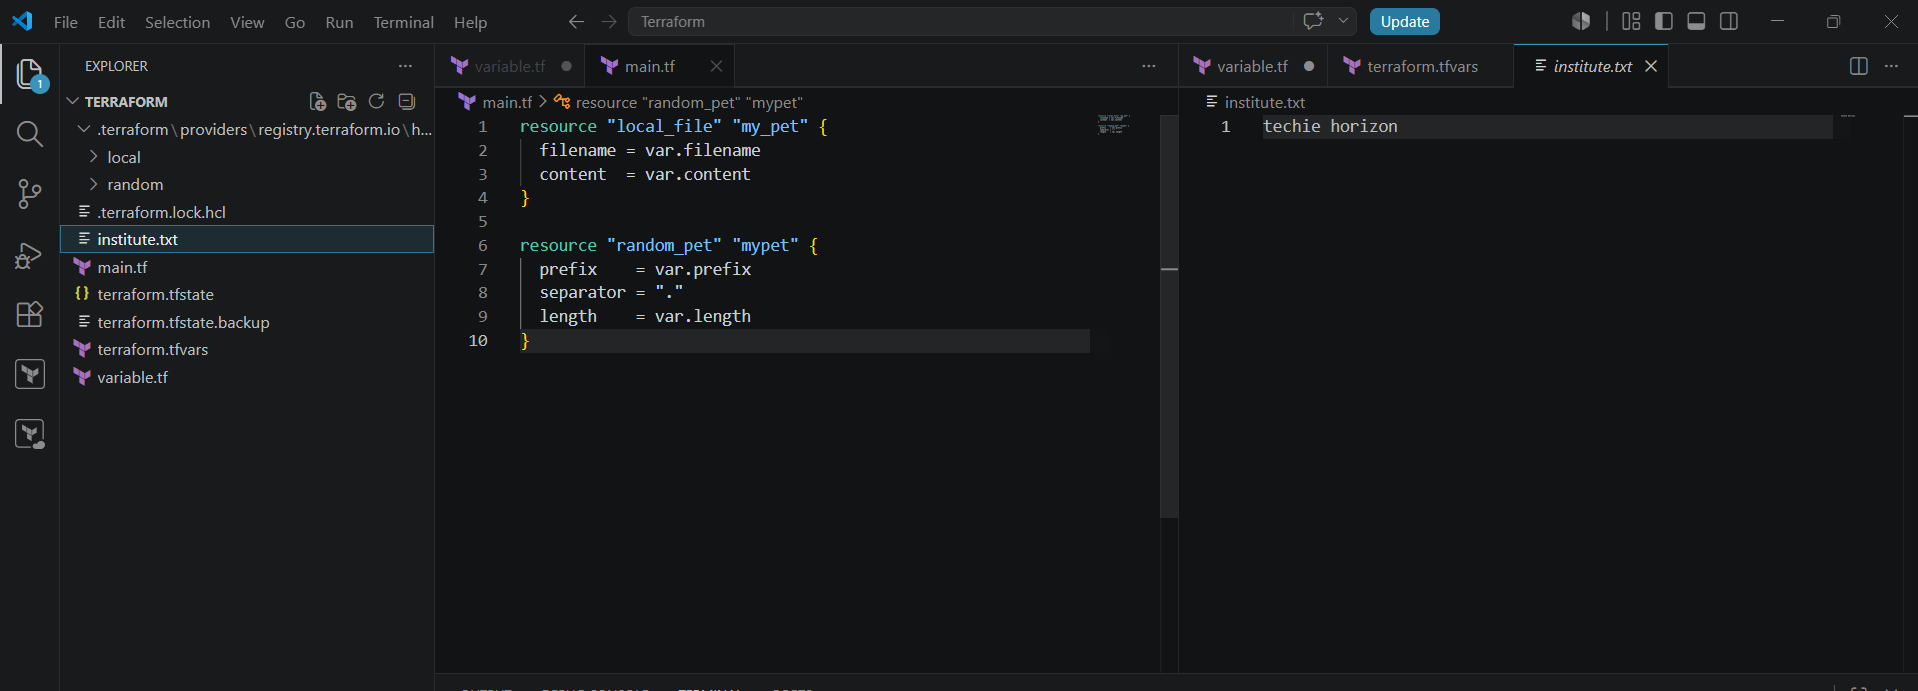 File Edit Selection View Go Run Terminal Help
Terraform
Update
EXPLORER
TERRAFORM
.terraform\providers\registry.terraform.io\h...
local
random
.terraform.lock.hcl
institute.txt
main.tf
terraform.tfstate
terraform.tfstate.backup
terraform.tfvars
variable.tf
1
variable.tf main.tf
main.tf > resource "random_pet" "mypet"
1 resource "local_file" "my_pet" {
2 filename = var.filename
3 content  = var.content
4 }
5
6 resource "random_pet" "mypet" {
7 prefix    = var.prefix
8 separator = "."
9 length    = var.length
10 }
variable.tf terraform.tfvars institute.txt
institute.txt
1 techie horizon